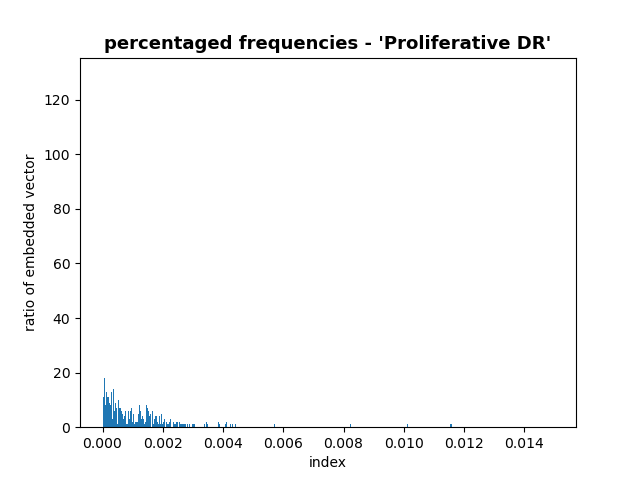 percentaged frequencies - 'Proliferative DR'
ratio of embedded vector
120
100
80
60
40
20
0
0.000 0.002 0.004 0.006 0.008 0.010 0.012 0.014
index